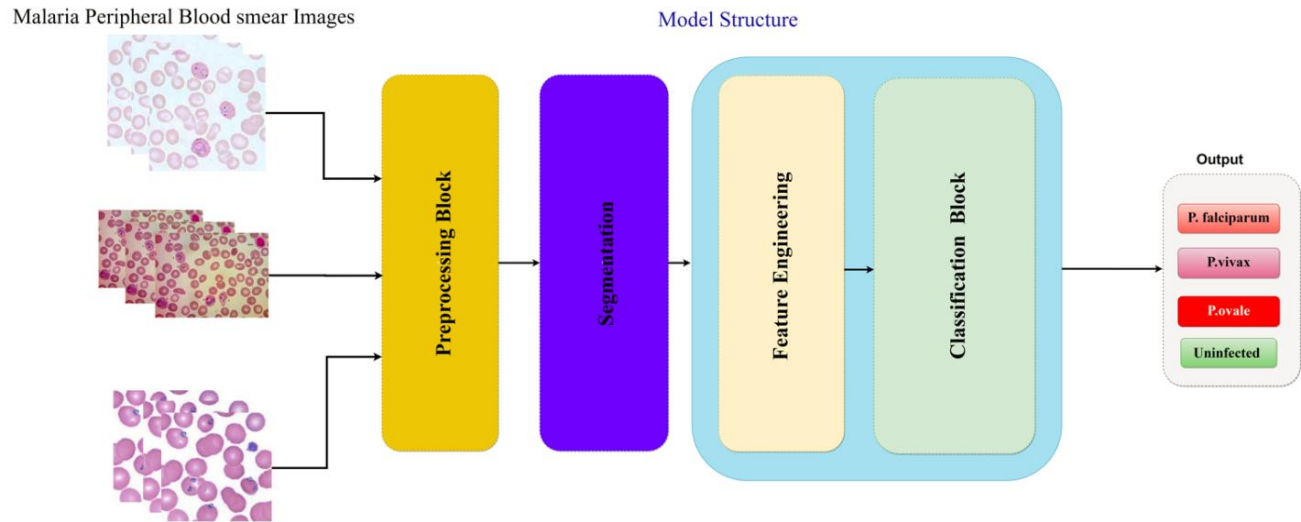 Malaria Peripheral Blood smear Images
Model Structure
Preprocessing Block
Segmentation
Feature Engineering
Classification Block
Output
P. falciparum
P.vivax
P.ovale
Uninfected